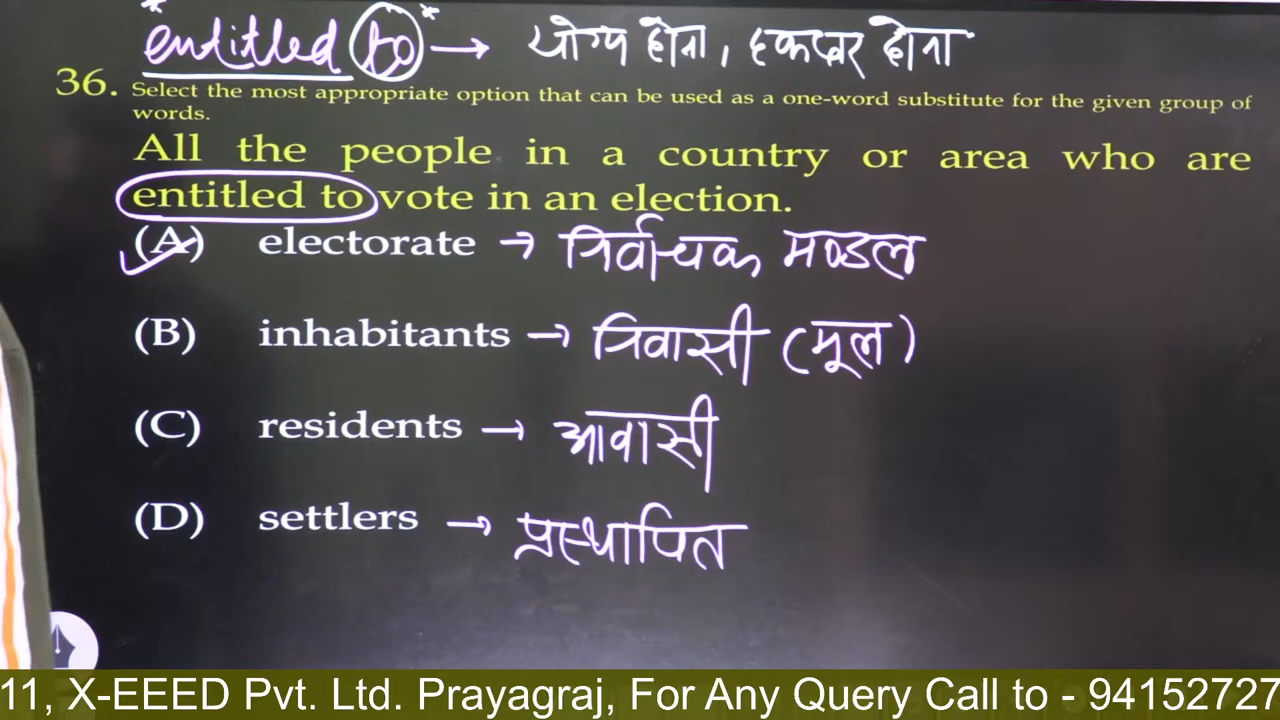 *entitled (to)* → योग्य होना, हकदार होना
36. Select the most appropriate option that can be used as a one-word substitute for the given group of
words.
All the people in a country or area who are
entitled to vote in an election.
(A) electorate → निर्वाचक मण्डल
(B) inhabitants → निवासी (मूल)
(C) residents → आवासी
(D) settlers → प्रस्थापित
11, X-EEED Pvt. Ltd. Prayagraj, For Any Query Call to - 94152727